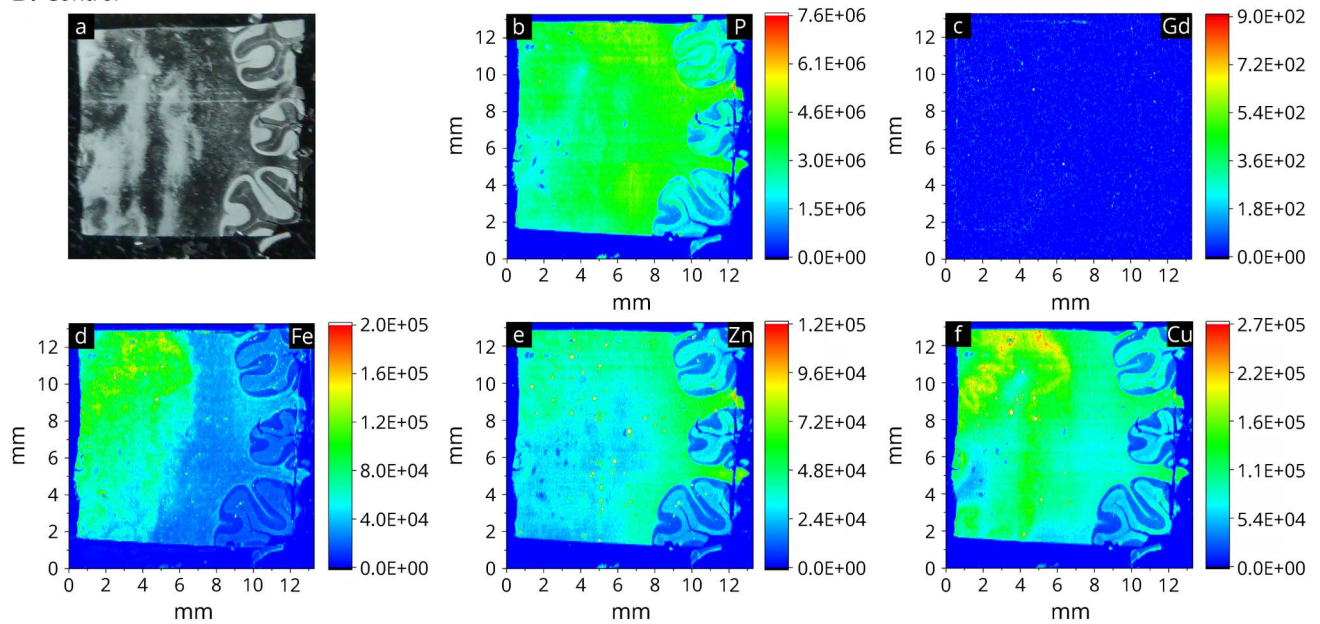 a
b P
7.6E+06
6.1E+06
4.6E+06
3.0E+06
1.5E+06
0.0E+00
mm
12
10
8
6
4
2
0
0 2 4 6 8 10 12
mm
c Gd
9.0E+02
7.2E+02
5.4E+02
3.6E+02
1.8E+02
0.0E+00
mm
12
10
8
6
4
2
0
0 2 4 6 8 10 12
mm
d Fe
2.0E+05
1.6E+05
1.2E+05
8.0E+04
4.0E+04
0.0E+00
mm
12
10
8
6
4
2
0
0 2 4 6 8 10 12
mm
e Zn
1.2E+05
9.6E+04
7.2E+04
4.8E+04
2.4E+04
0.0E+00
mm
12
10
8
6
4
2
0
0 2 4 6 8 10 12
mm
f Cu
2.7E+05
2.2E+05
1.6E+05
1.1E+05
5.4E+04
0.0E+00
mm
12
10
8
6
4
2
0
0 2 4 6 8 10 12
mm